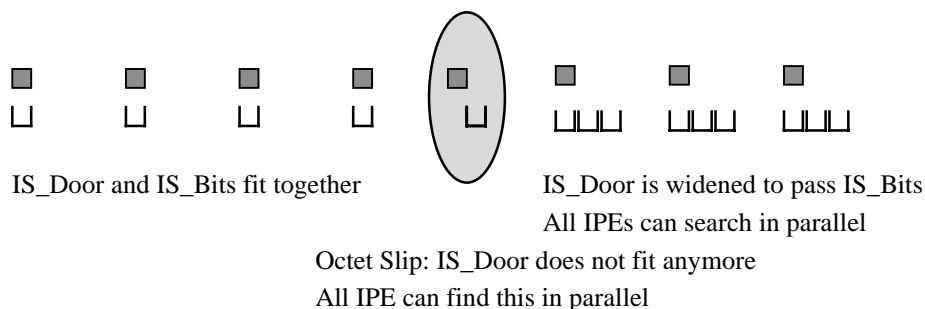 IS_Door and IS_Bits fit together
IS_Door is widened to pass IS_Bits
All IPEs can search in parallel
Octet Slip: IS_Door does not fit anymore
All IPE can find this in parallel